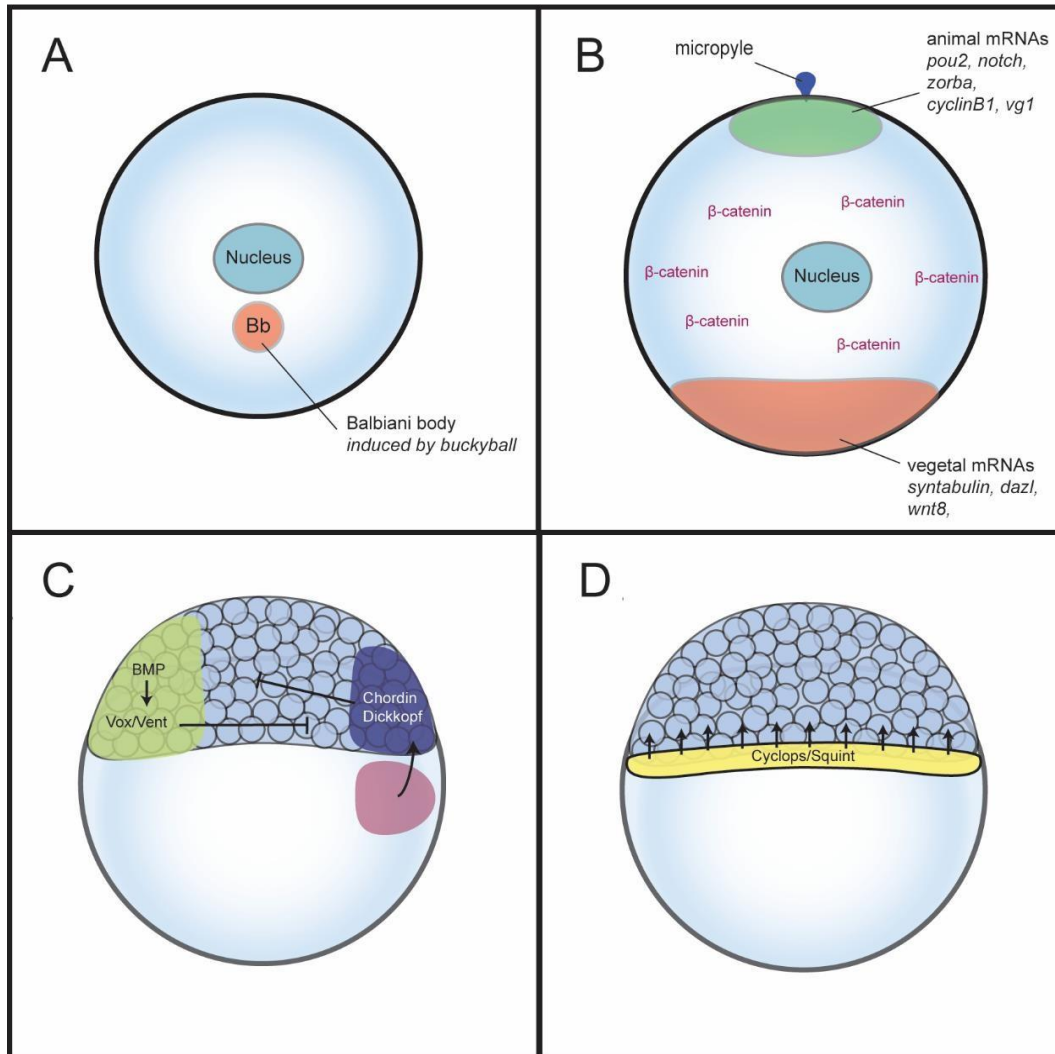 A
Nucleus
Bb
Balbiani body
induced by buckyball
B
micropyle
animal mRNAs
pou2, notch,
zorba,
cyclinB1, vg1
β-catenin
β-catenin
β-catenin
Nucleus
β-catenin
β-catenin
β-catenin
vegetal mRNAs
syntabulin, dazl,
wnt8,
C
BMP
Vox/Vent
Chordin
Dickkopf
D
Cyclops/Squint